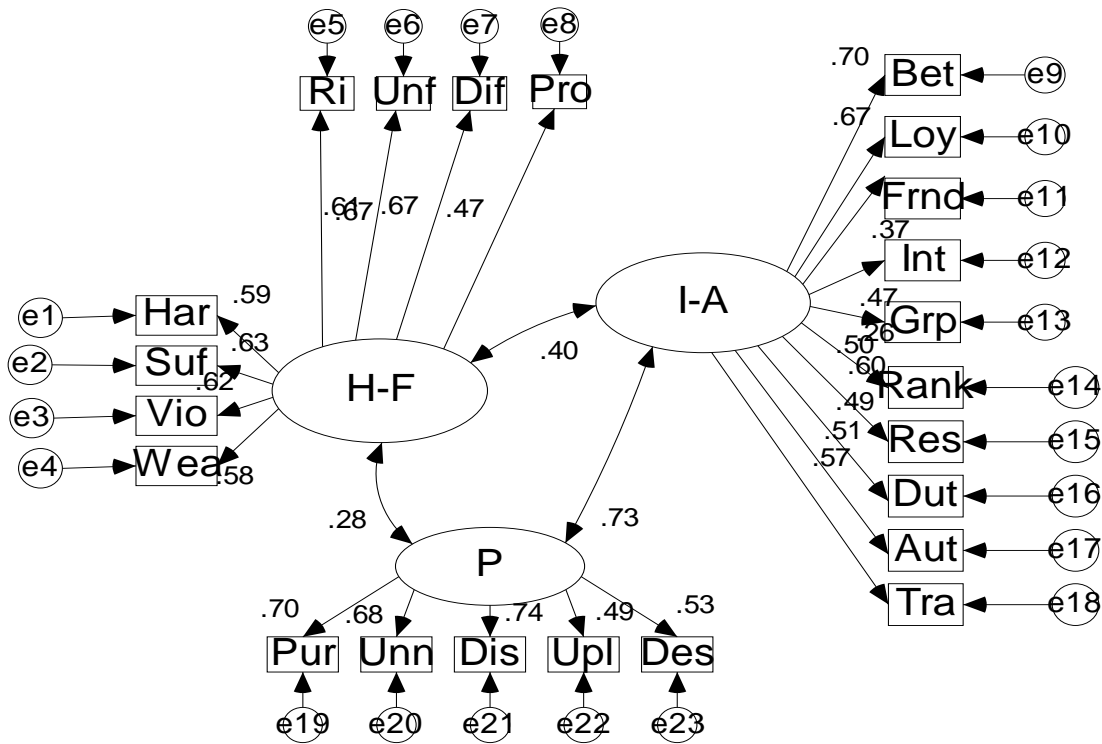 e5 e6 e7 e8
Ri Unf Dif Pro
.70 Bet e9
.67 Loy e10
Frnd e11
.61 .67 .67 .47
.37 Int e12
.47 Grp e13
.26
.50
.60 Rank e14
.49 Res e15
.51 Dut e16
.57 Aut e17
Tra e18
I-A
.40
e1 Har .59
e2 Suf .63
e3 Vio .62
e4 Wea .58
H-F
.28 .73
P
.70 .68 .74 .49 .53
Pur Unn Dis Upl Des
e19 e20 e21 e22 e23